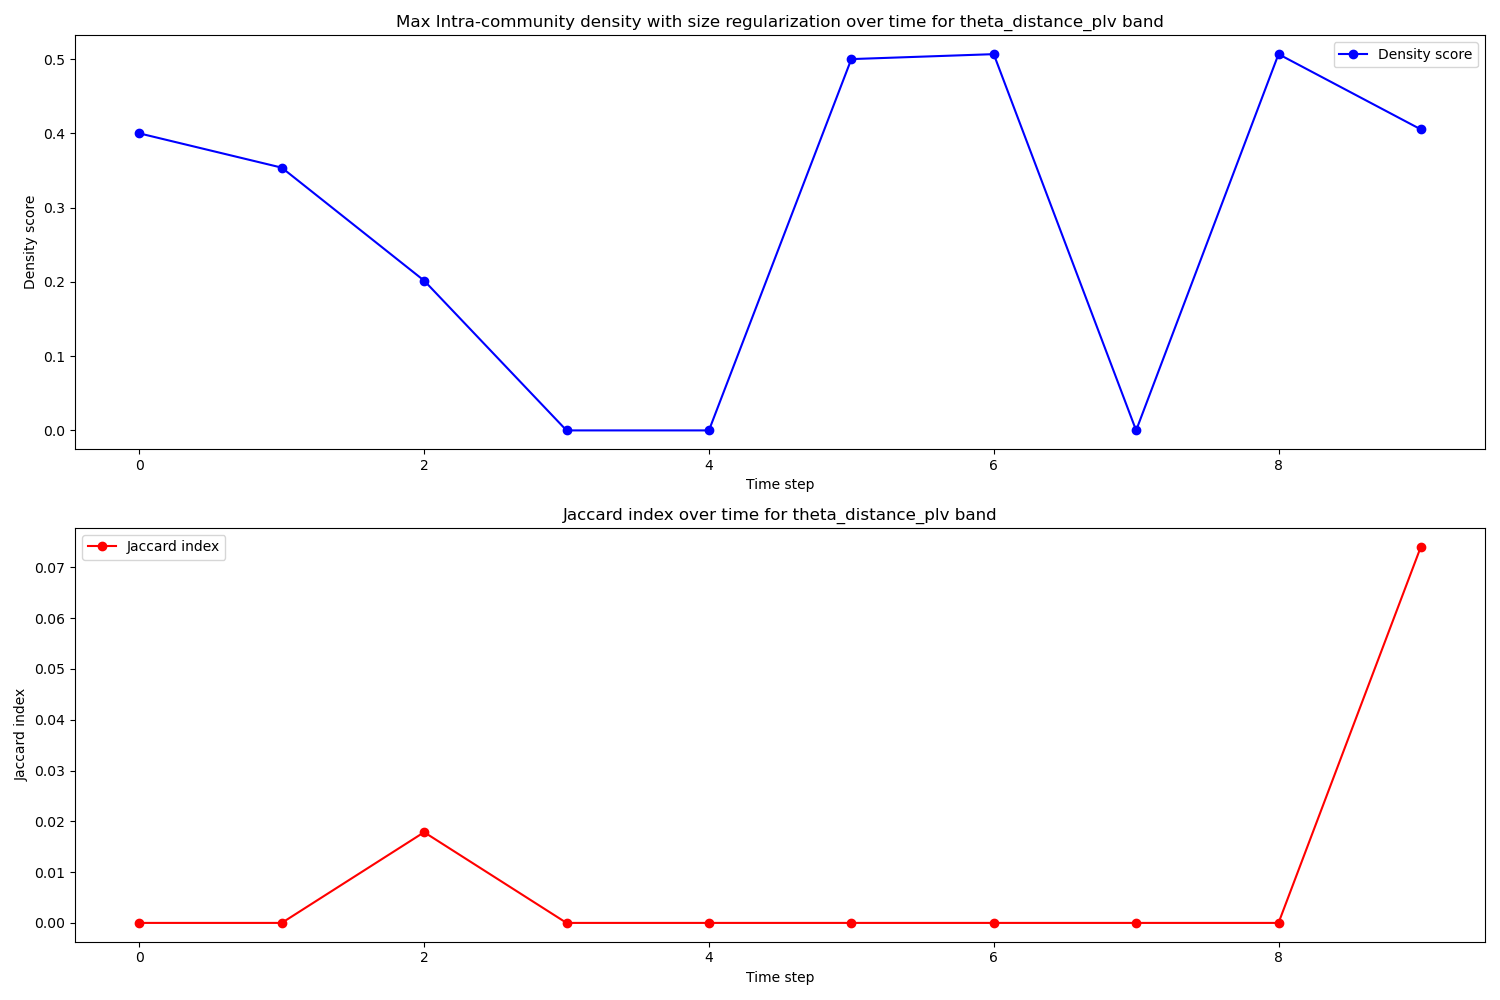 Max Intra-community density with size regularization over time for theta_distance_plv band
Density score
0.5
0.4
0.3
0.2
0.1
0.0
Density score
0 2 4 6 8
Time step
Jaccard index over time for theta_distance_plv band
Jaccard index
0.07
0.06
0.05
0.04
0.03
0.02
0.01
0.00
Jaccard index
0 2 4 6 8
Time step